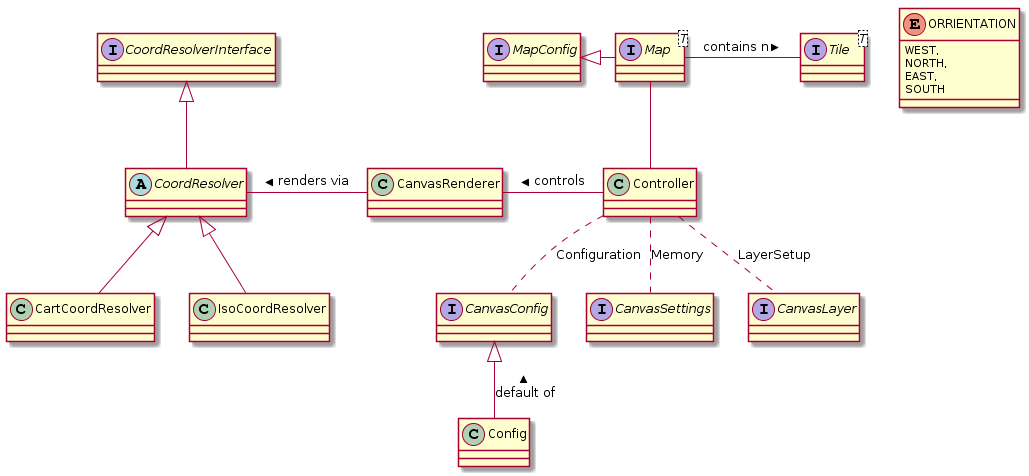 E ORRIENTATION
WEST,
NORTH,
EAST,
SOUTH
I CoordResolverInterface
I MapConfig
I Map T
contains n▶
I Tile T
A CoordResolver
◀ renders via
C CanvasRenderer
◀ controls
C Controller
Configuration
Memory
LayerSetup
C CartCoordResolver
C IsoCoordResolver
I CanvasConfig
I CanvasSettings
I CanvasLayer
▲
default of
C Config